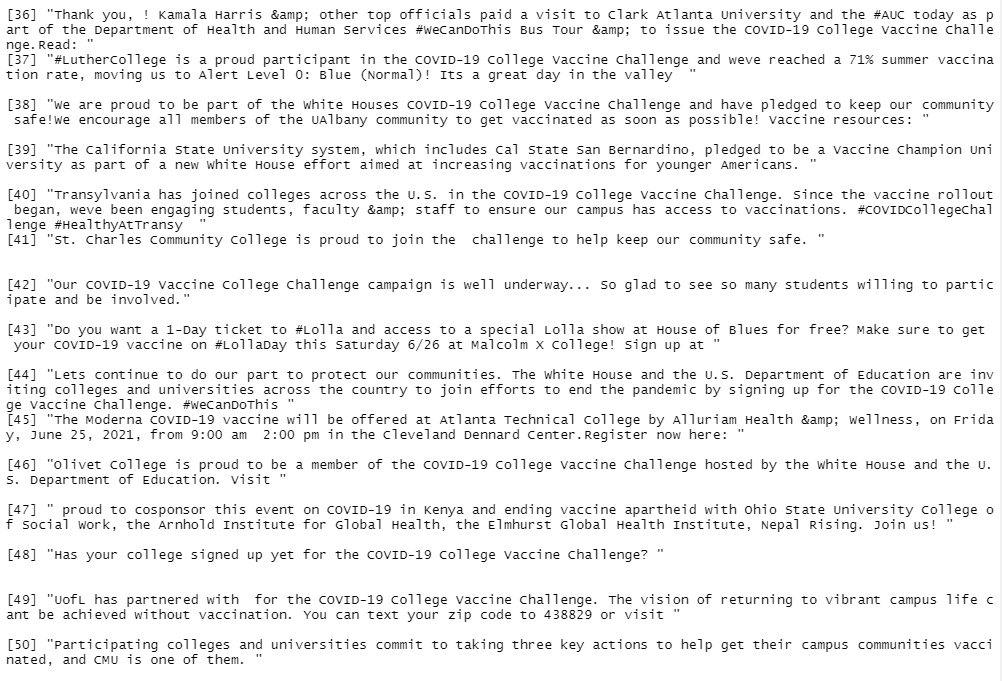 [36] "Thank you, ! Kamala Harris &amp; other top officials paid a visit to Clark Atlanta University and the #AUC today as p
art of the Department of Health and Human Services #WeCanDoThis Bus Tour &amp; to issue the COVID-19 College Vaccine Challe
nge.Read: "
[37] "#LutherCollege is a proud participant in the COVID-19 College Vaccine Challenge and weve reached a 71% summer vaccina
tion rate, moving us to Alert Level 0: Blue (Normal)! Its a great day in the valley  "
[38] "We are proud to be part of the White Houses COVID-19 College Vaccine Challenge and have pledged to keep our community
 safe!We encourage all members of the UAlbany community to get vaccinated as soon as possible! Vaccine resources: "
[39] "The California State University system, which includes Cal State San Bernardino, pledged to be a Vaccine Champion Uni
versity as part of a new White House effort aimed at increasing vaccinations for younger Americans. "
[40] "Transylvania has joined colleges across the U.S. in the COVID-19 College Vaccine Challenge. Since the vaccine rollout
 began, weve been engaging students, faculty &amp; staff to ensure our campus has access to vaccinations. #COVIDCollegeChal
lenge #HealthyAtTransy  "
[41] "St. Charles Community College is proud to join the  challenge to help keep our community safe. "
[42] "Our COVID-19 Vaccine College Challenge campaign is well underway... So glad to see so many students willing to partic
ipate and be involved."
[43] "Do you want a 1-Day ticket to #Lolla and access to a special Lolla show at House of Blues for free? Make sure to get
 your COVID-19 vaccine on #LollaDay this Saturday 6/26 at Malcolm X College! Sign up at "
[44] "Lets continue to do our part to protect our communities. The White House and the U.S. Department of Education are inv
iting colleges and universities across the country to join efforts to end the pandemic by signing up for the COVID-19 Colle
ge Vaccine Challenge. #WeCanDoThis "
[45] "The Moderna COVID-19 vaccine will be offered at Atlanta Technical College by Alluriam Health &amp; Wellness, on Frida
y, June 25, 2021, from 9:00 am  2:00 pm in the Cleveland Dennard Center.Register now here: "
[46] "Olivet College is proud to be a member of the COVID-19 College Vaccine Challenge hosted by the White House and the U.
S. Department of Education. Visit "
[47] " proud to cosponsor this event on COVID-19 in Kenya and ending vaccine apartheid with Ohio State University College o
f Social Work, the Arnhold Institute for Global Health, the Elmhurst Global Health Institute, Nepal Rising. Join us! "
[48] "Has your college signed up yet for the COVID-19 College Vaccine Challenge? "
[49] "UofL has partnered with  for the COVID-19 College Vaccine Challenge. The vision of returning to vibrant campus life c
ant be achieved without vaccination. You can text your zip code to 438829 or visit "
[50] "Participating colleges and universities commit to taking three key actions to help get their campus communities vacci
nated, and CMU is one of them. "